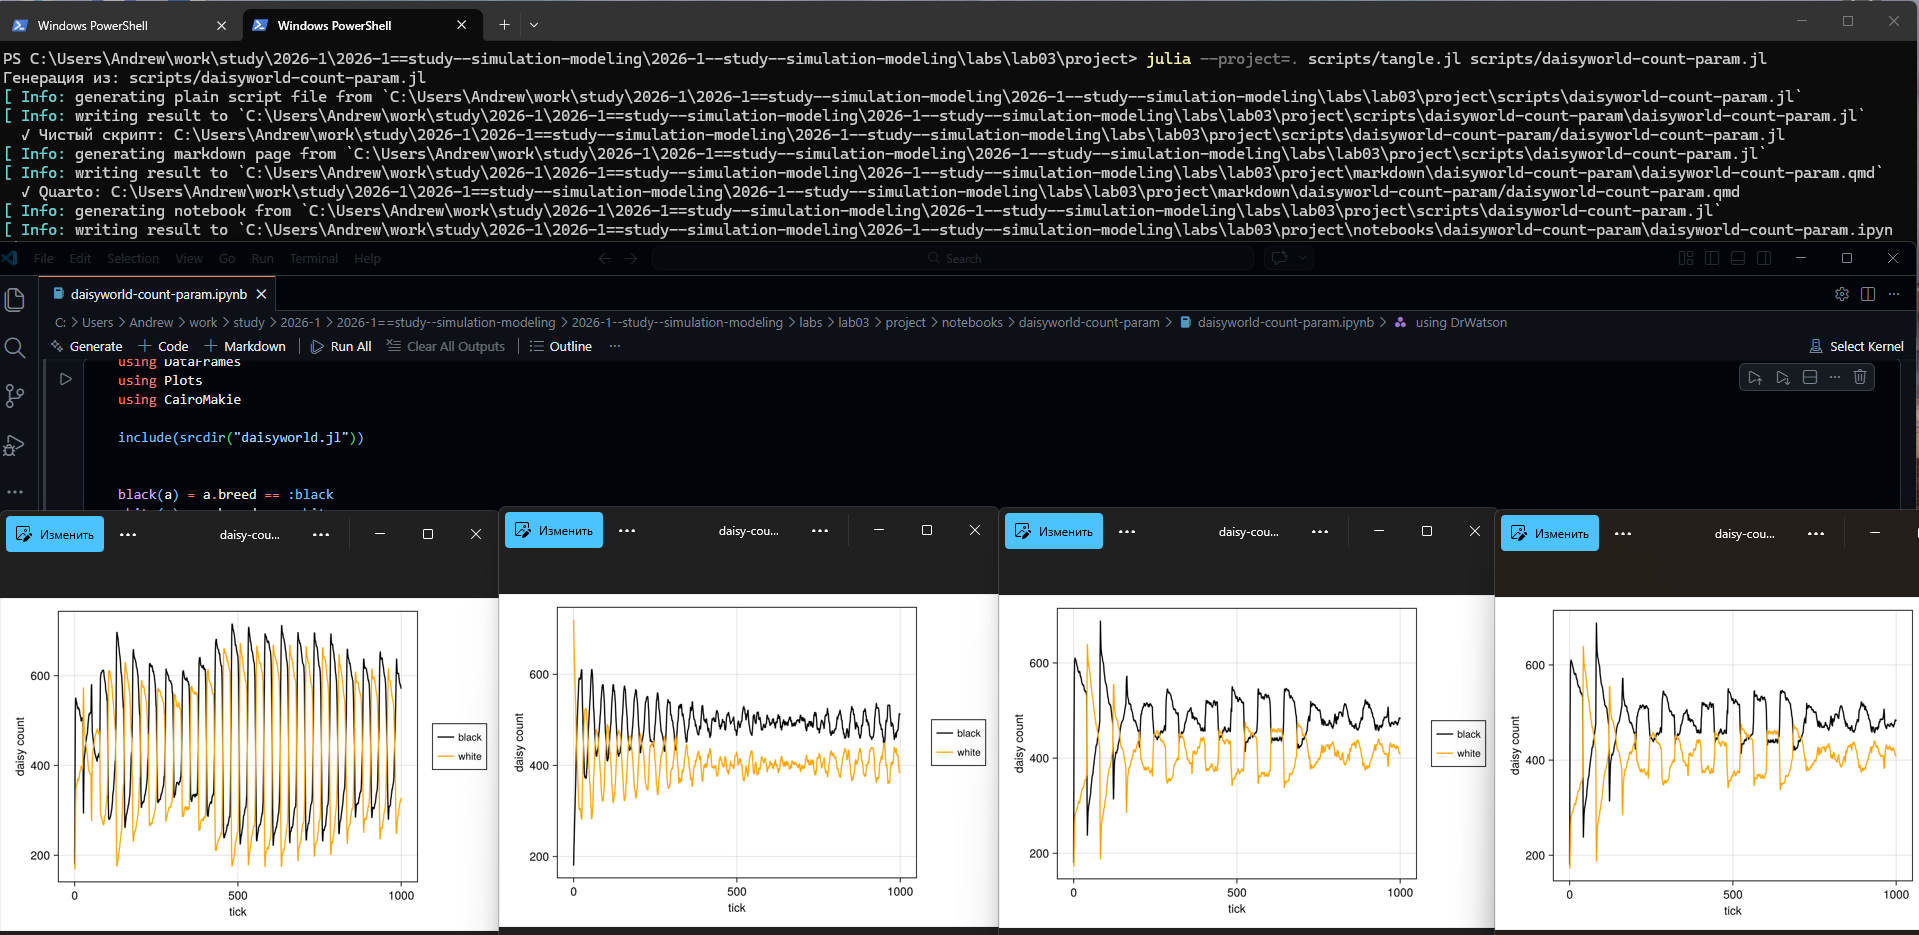 Windows PowerShell
Windows PowerShell
PS C:\Users\Andrew\work\study\2026-1\2026-1==study--simulation-modeling\2026-1--study--simulation-modeling\labs\lab03\project> julia --project=. scripts/tangle.jl scripts/daisyworld-count-param.jl
Генерация из: scripts/daisyworld-count-param.jl
[ Info: generating plain script file from `C:\Users\Andrew\work\study\2026-1\2026-1==study--simulation-modeling\2026-1--study--simulation-modeling\labs\lab03\project\scripts\daisyworld-count-param.jl`
[ Info: writing result to `C:\Users\Andrew\work\study\2026-1\2026-1==study--simulation-modeling\2026-1--study--simulation-modeling\labs\lab03\project\scripts\daisyworld-count-param\daisyworld-count-param.jl`
✓ Чистый скрипт: C:\Users\Andrew\work\study\2026-1\2026-1==study--simulation-modeling\2026-1--study--simulation-modeling\labs\lab03\project\scripts\daisyworld-count-param/daisyworld-count-param.jl
[ Info: generating markdown page from `C:\Users\Andrew\work\study\2026-1\2026-1==study--simulation-modeling\2026-1--study--simulation-modeling\labs\lab03\project\scripts\daisyworld-count-param.jl`
[ Info: writing result to `C:\Users\Andrew\work\study\2026-1\2026-1==study--simulation-modeling\2026-1--study--simulation-modeling\labs\lab03\project\markdown\daisyworld-count-param\daisyworld-count-param.qmd`
✓ Quarto: C:\Users\Andrew\work\study\2026-1\2026-1==study--simulation-modeling\2026-1--study--simulation-modeling\labs\lab03\project\markdown\daisyworld-count-param/daisyworld-count-param.qmd
[ Info: generating notebook from `C:\Users\Andrew\work\study\2026-1\2026-1==study--simulation-modeling\2026-1--study--simulation-modeling\labs\lab03\project\scripts\daisyworld-count-param.jl`
[ Info: writing result to `C:\Users\Andrew\work\study\2026-1\2026-1==study--simulation-modeling\2026-1--study--simulation-modeling\labs\lab03\project\notebooks\daisyworld-count-param\daisyworld-count-param.ipyn
File Edit Selection View Go Run Terminal Help Search
daisyworld-count-param.ipynb
C: > Users > Andrew > work > study > 2026-1 > 2026-1==study--simulation-modeling > 2026-1--study--simulation-modeling > labs > lab03 > project > notebooks > daisyworld-count-param > daisyworld-count-param.ipynb > using DrWatson
Generate + Code + Markdown Run All Clear All Outputs Outline ... Select Kernel
using DataFrames
using Plots
using CairoMakie
include(srcdir("daisyworld.jl"))
black(a) = a.breed == :black
Изменить ... daisy-cou... ...
600
400
200
daisy count
0 500 1000
tick
black
white
Изменить ... daisy-cou... ...
600
400
200
daisy count
0 500 1000
tick
black
white
Изменить ... daisy-cou... ...
600
400
200
daisy count
0 500 1000
tick
black
white
Изменить ... daisy-cou... ...
600
400
200
daisy count
0 500 1000
tick